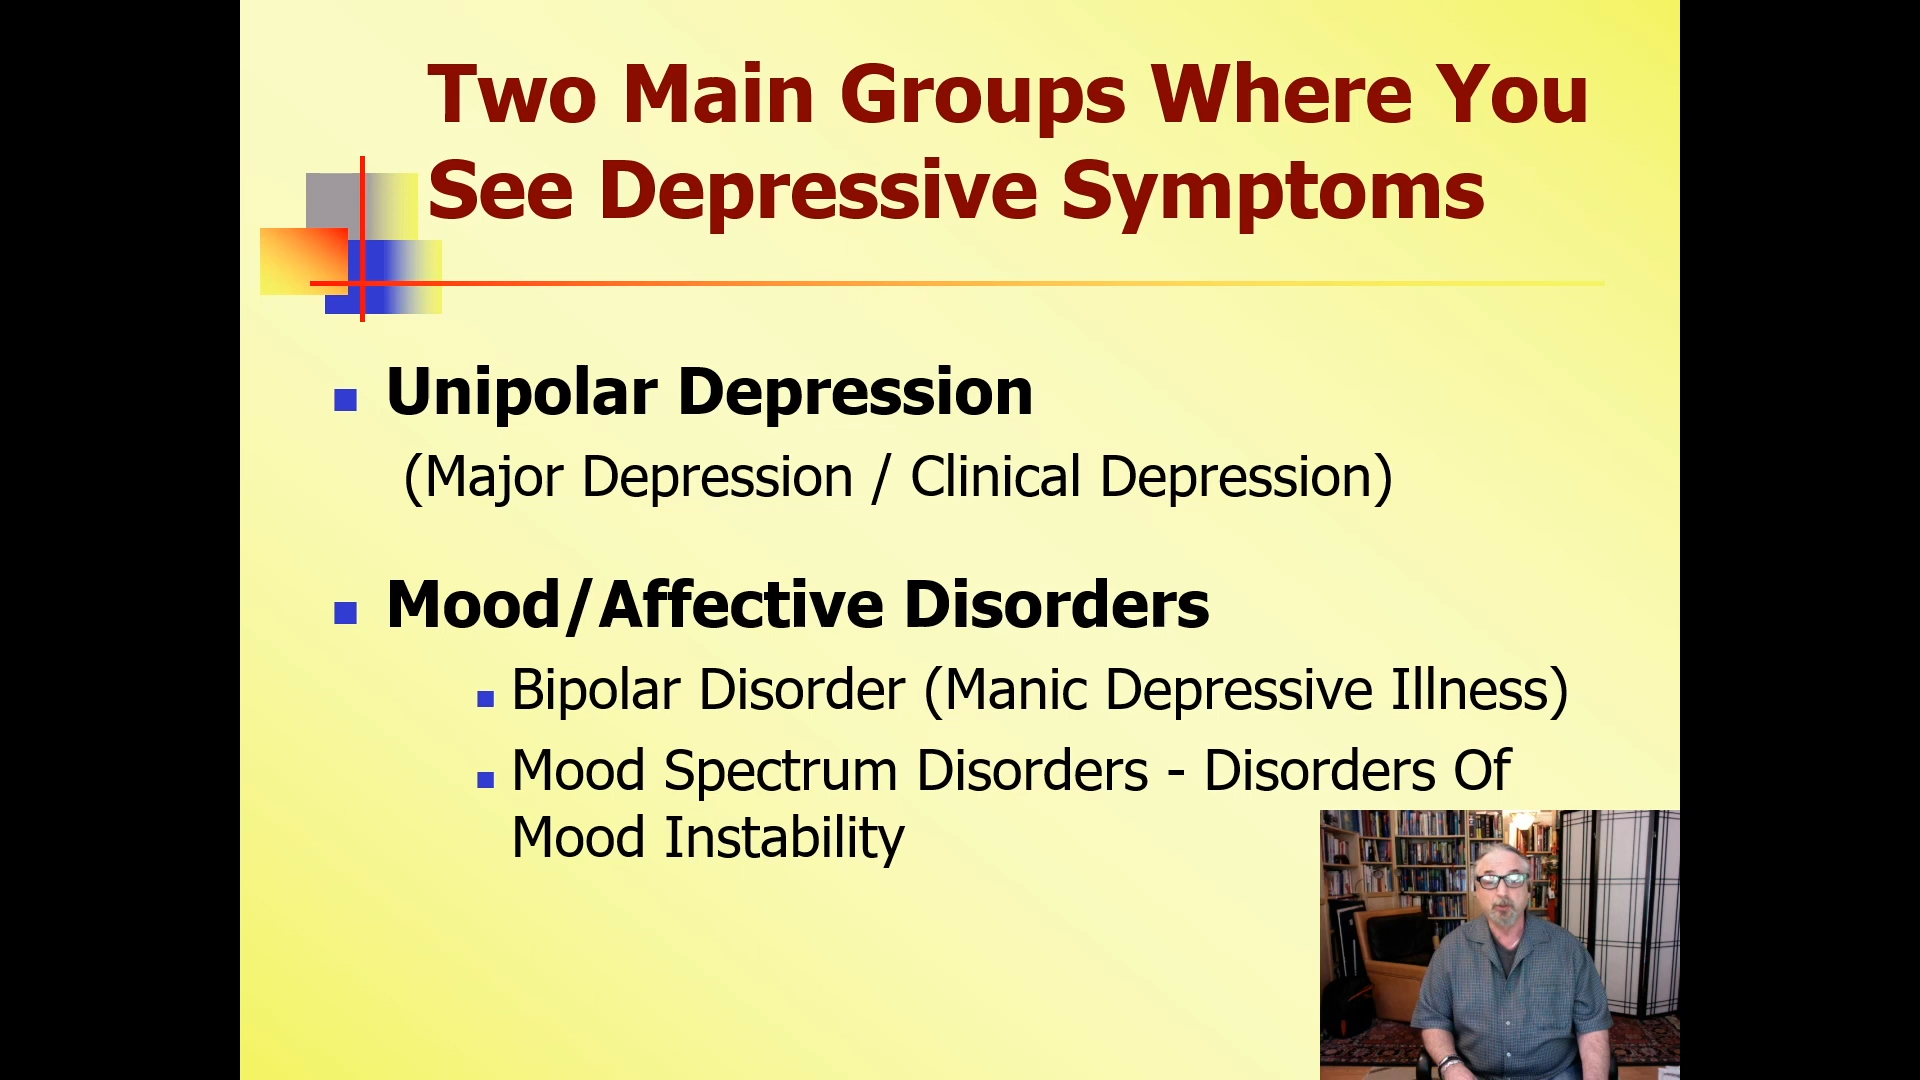 Two Main Groups Where You
See Depressive Symptoms
Unipolar Depression
(Major Depression / Clinical Depression)
Mood/Affective Disorders
Bipolar Disorder (Manic Depressive Illness)
Mood Spectrum Disorders - Disorders Of
Mood Instability